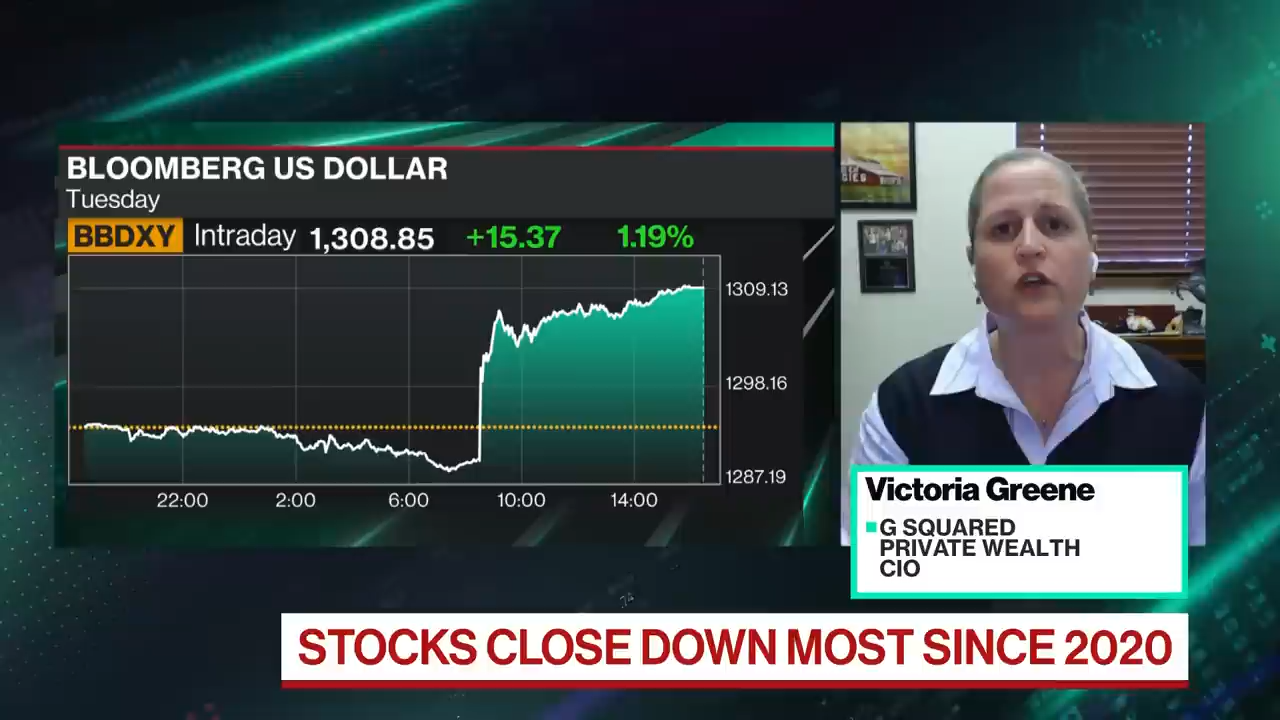 BLOOMBERG US DOLLAR
Tuesday
BBDXY Intraday 1,308.85 +15.37 1.19%
1309.13
1298.16
1287.19
22:00 2:00 6:00 10:00 14:00
Victoria Greene
G SQUARED
PRIVATE WEALTH
CIO
STOCKS CLOSE DOWN MOST SINCE 2020